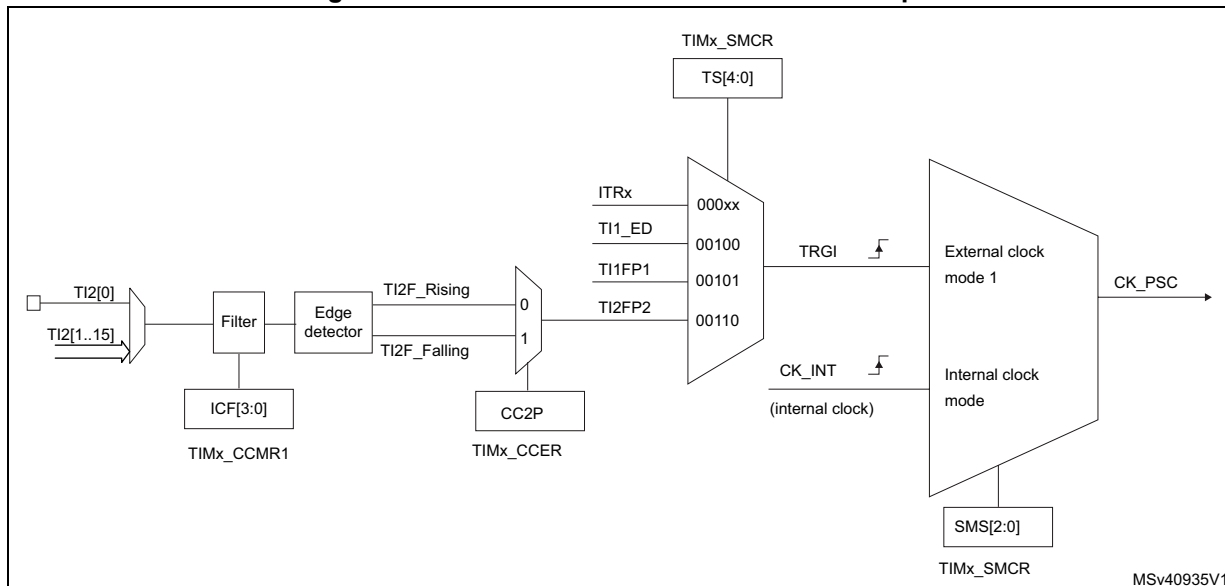 TIMx_SMCR
TS[4:0]
ITRx
000xx
TI1_ED
00100
TI1FP1
00101
TI2FP2
00110
TRGI
External clock
mode 1
CK_PSC
TI2[0]
TI2[1..15]
Filter
Edge
detector
TI2F_Rising
TI2F_Falling
0
1
CK_INT
(internal clock)
Internal clock
mode
ICF[3:0]
TIMx_CCMR1
CC2P
TIMx_CCER
SMS[2:0]
TIMx_SMCR
MSv40935V1